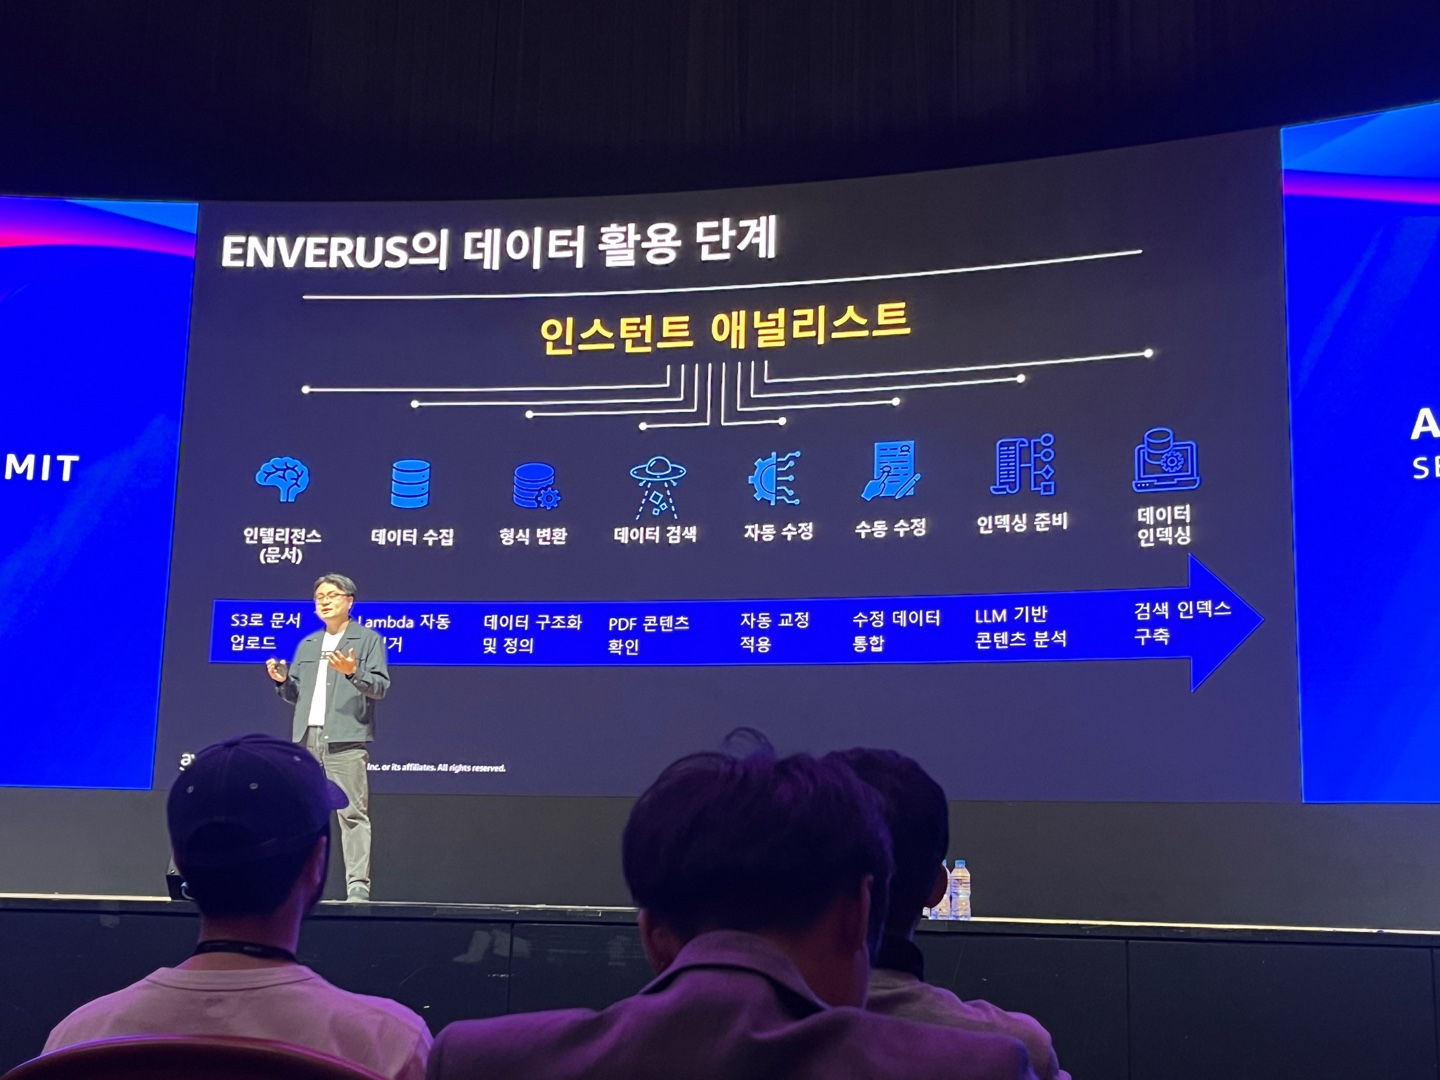 ENVERUS의 데이터 활용 단계
인스턴트 애널리스트
인텔리전스
(문서)
데이터 수집
형식 변환
데이터 검색
자동 수정
수동 수정
인덱싱 준비
데이터
인덱싱
S3로 문서
업로드
Lambda 자동
데이터 구조화
및 정의
PDF 콘텐츠
확인
자동 교정
적용
수정 데이터
통합
LLM 기반
콘텐츠 분석
검색 인덱스
구축
Inc. or its affiliates. All rights reserved.
MIT